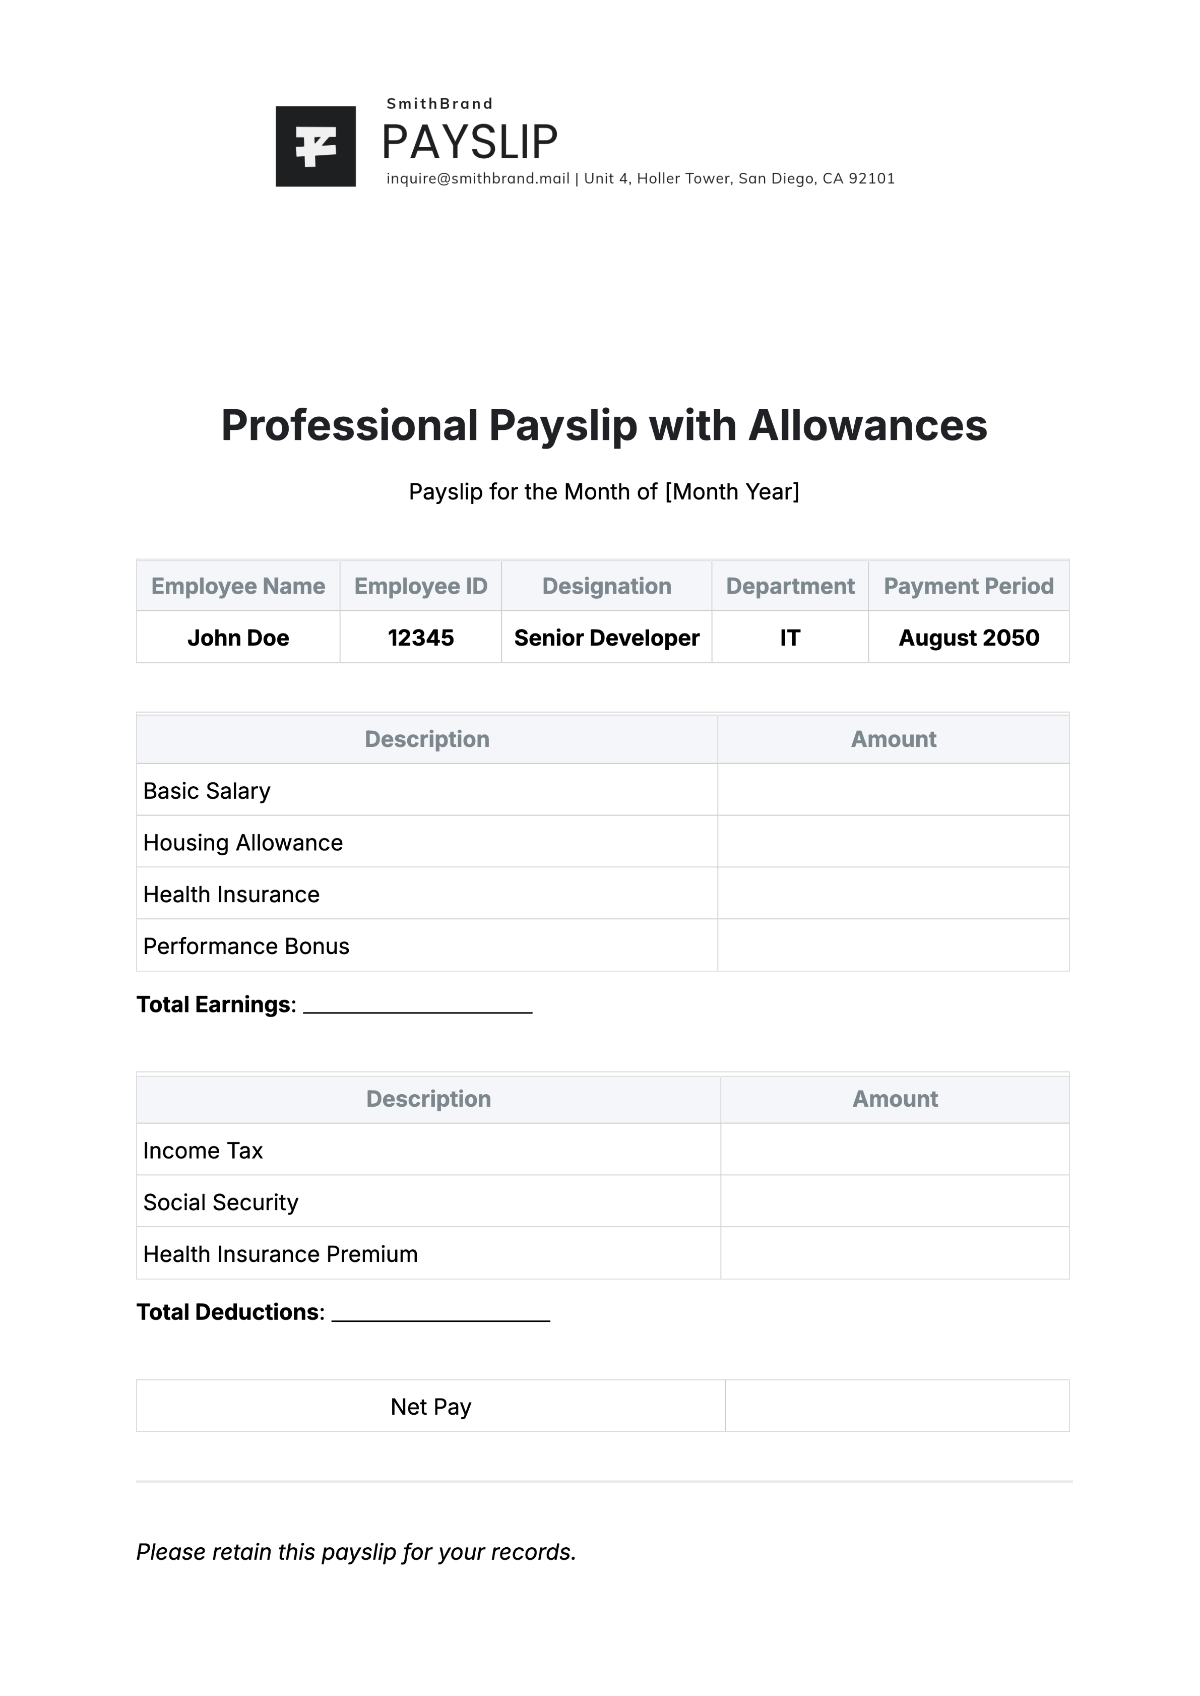 SmithBrand
PAYSLIP
inquire@smithbrand.mail | Unit 4, Holler Tower, San Diego, CA 92101
Professional Payslip with Allowances
Payslip for the Month of [Month Year]
Employee Name Employee ID Designation Department Payment Period
John Doe 12345 Senior Developer IT August 2050
Description Amount
Basic Salary
Housing Allowance
Health Insurance
Performance Bonus
Total Earnings: ____________________
Description Amount
Income Tax
Social Security
Health Insurance Premium
Total Deductions: ___________________
Net Pay
Please retain this payslip for your records.